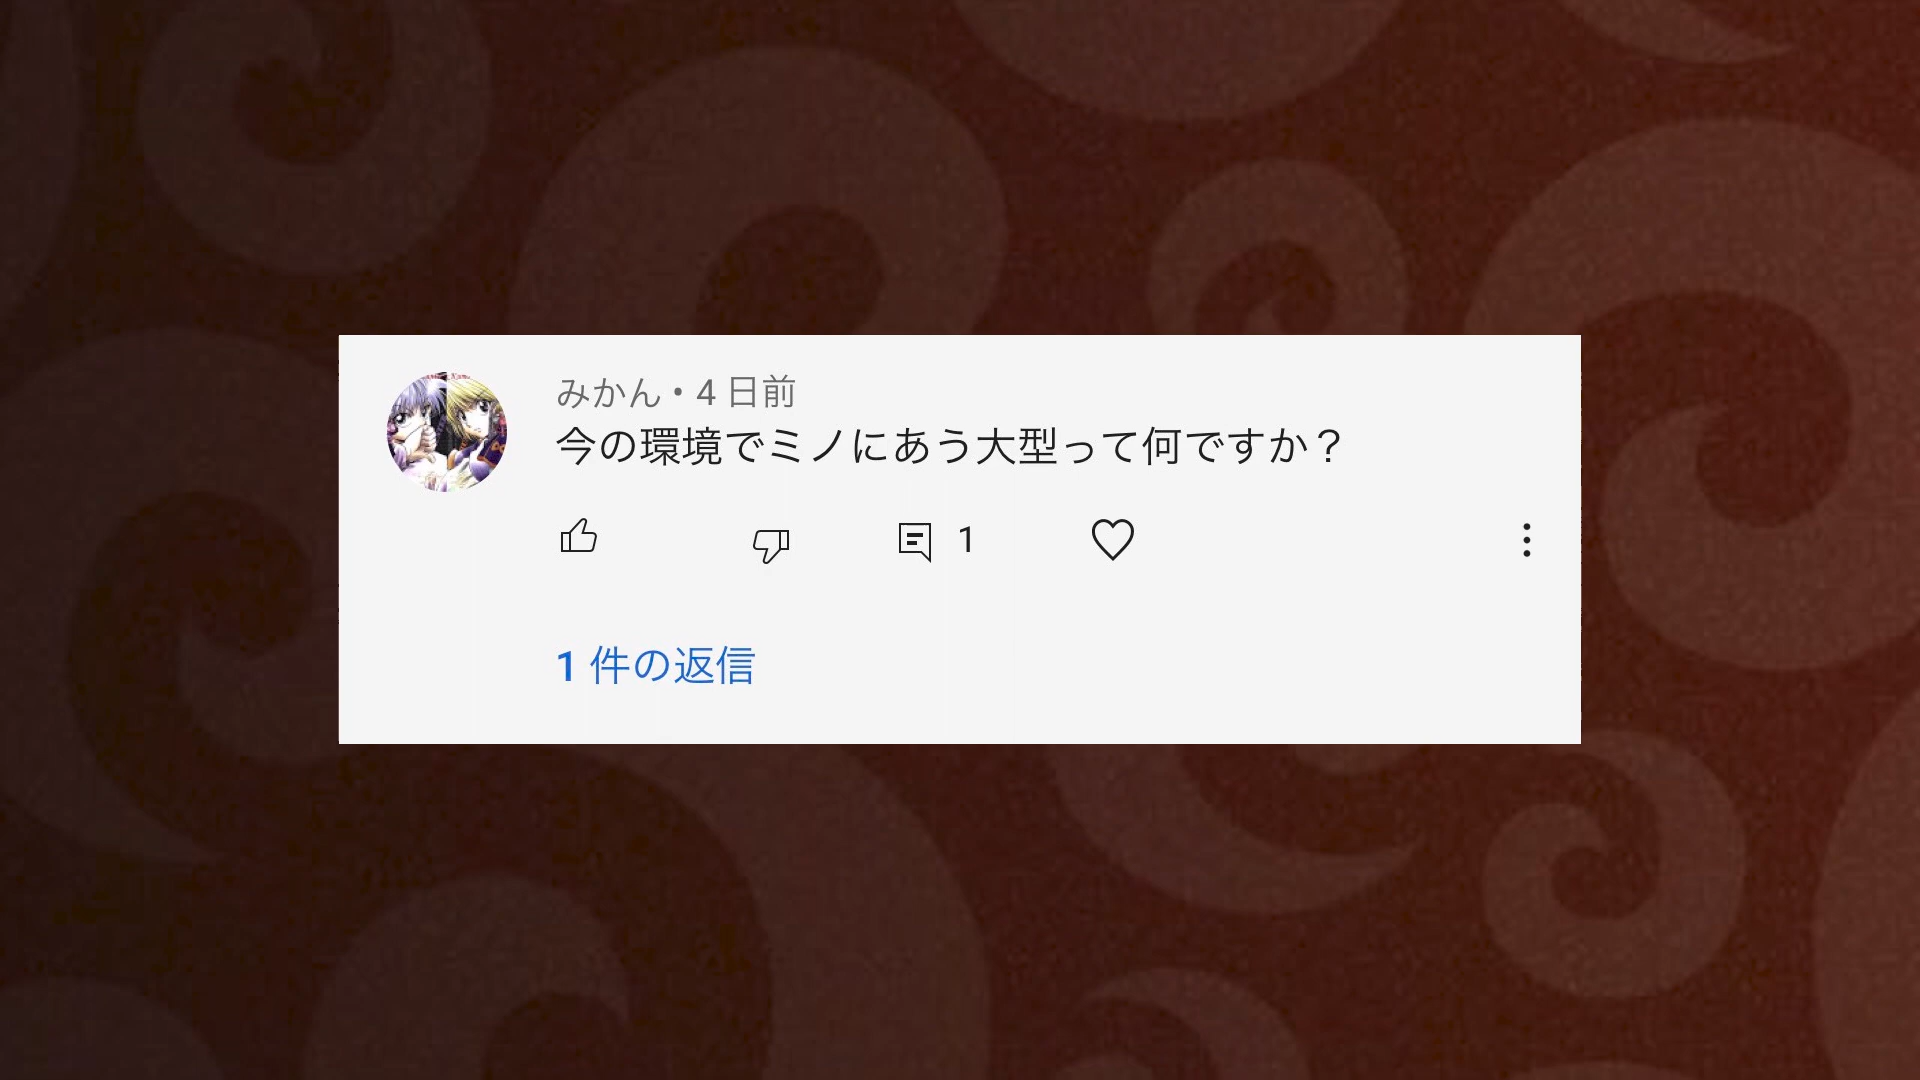 みかん • 4 日前
今の環境でミノにあう大型って何ですか？
1
1 件の返信